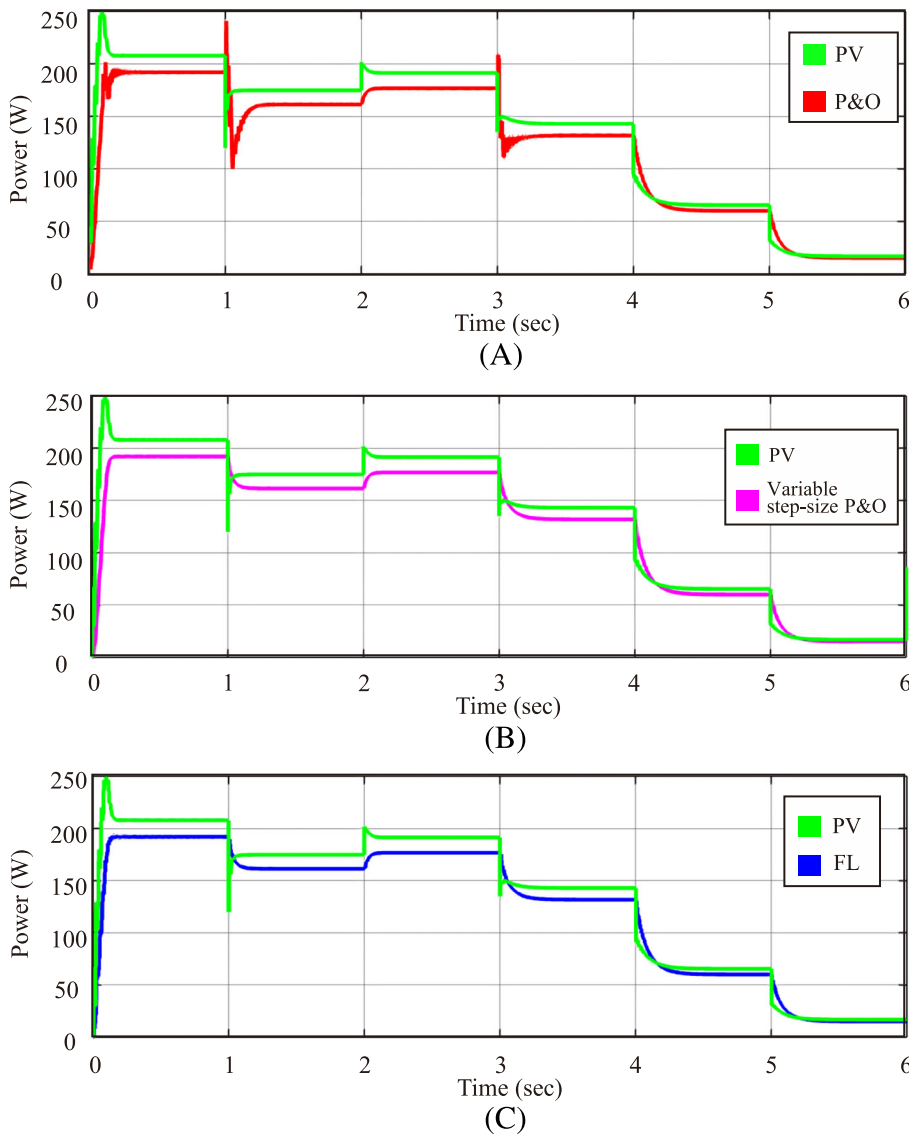 250
200
150
100
50
0
Power (W)
PV
P&O
0 1 2 3 4 5 6
Time (sec)
(A)
250
200
150
100
50
0
Power (W)
PV
Variable
step-size P&O
0 1 2 3 4 5 6
Time (sec)
(B)
250
200
150
100
50
0
Power (W)
PV
FL
0 1 2 3 4 5 6
Time (sec)
(C)